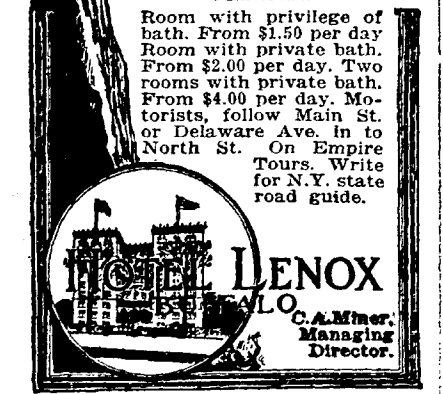 Room with privilege of
bath. From $1.50 per day
Room with private bath.
From $2.00 per day. Two
rooms with private bath.
From $4.00 per day. Mo-
torists, follow Main St.
or Delaware Ave. in to
North St. On Empire
Tours. Write
for N.Y. state
road guide.
HOTEL LENOX
BUFFALO
C.A. Miner,
Managing
Director.